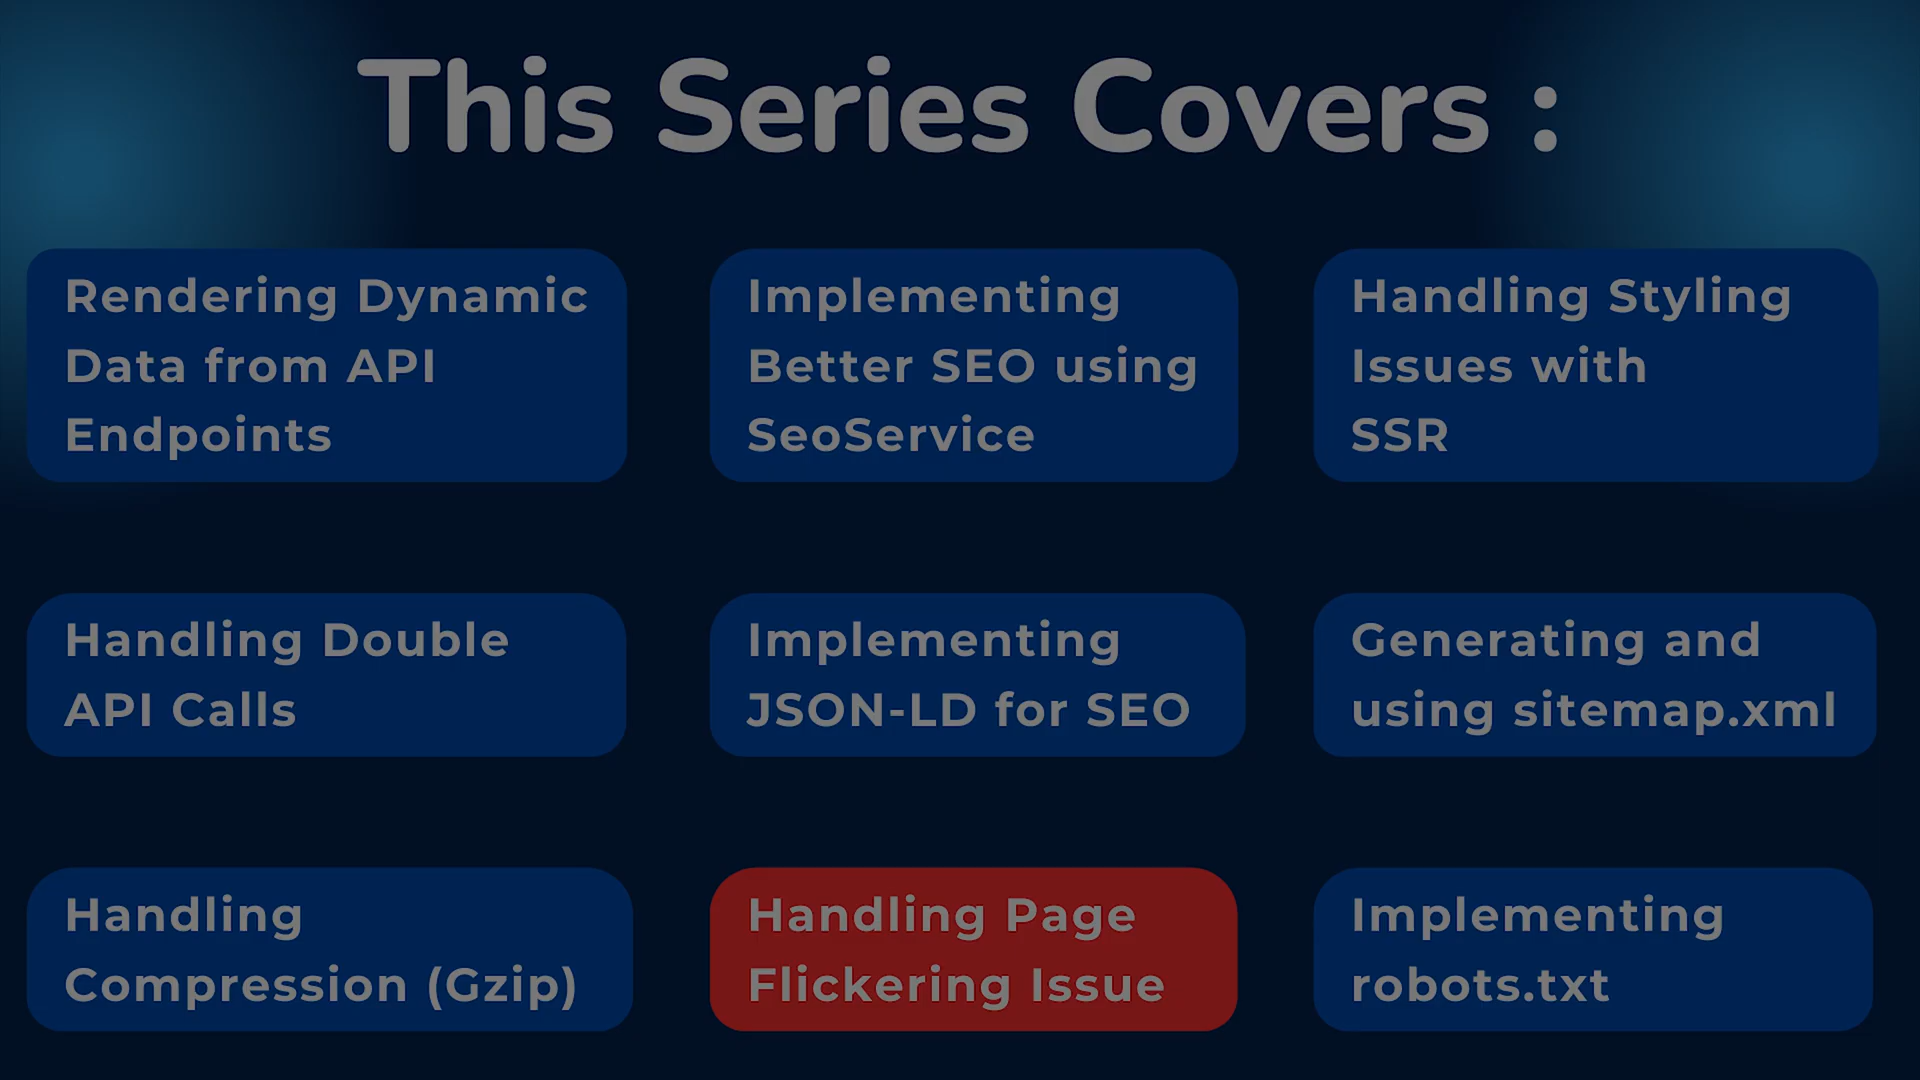 This Series Covers :
Rendering Dynamic
Data from API
Endpoints
Implementing
Better SEO using
SeoService
Handling Styling
Issues with
SSR
Handling Double
API Calls
Implementing
JSON-LD for SEO
Generating and
using sitemap.xml
Handling
Compression (Gzip)
Handling Page
Flickering Issue
Implementing
robots.txt